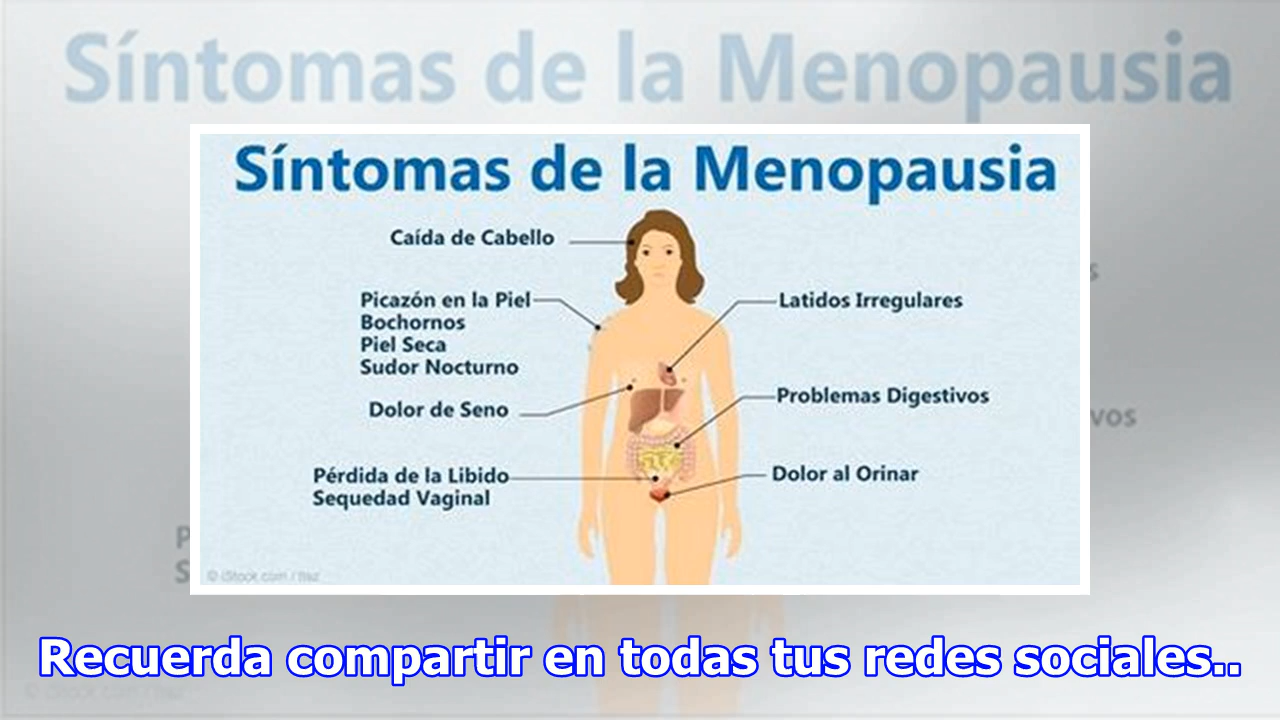 Síntomas de la Menopausia
Síntomas de la Menopausia
Caída de Cabello
Picazón en la Piel
Bochornos
Piel Seca
Sudor Nocturno
Dolor de Seno
Pérdida de la Libido
Sequedad Vaginal
Latidos Irregulares
Problemas Digestivos
Dolor al Orinar
© iStock.com /
Recuerda compartir en todas tus redes sociales..